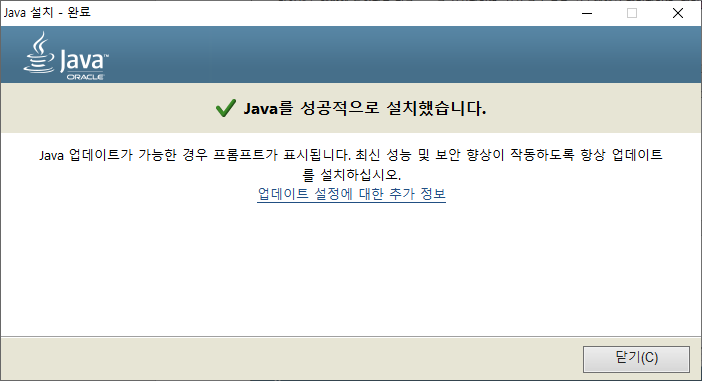 Java 설치 - 완료
Java™
ORACLE
Java를 성공적으로 설치했습니다.
Java 업데이트가 가능한 경우 프롬프트가 표시됩니다. 최신 성능 및 보안 향상이 작동하도록 항상 업데이트
를 설치하십시오.
업데이트 설정에 대한 추가 정보
닫기(C)